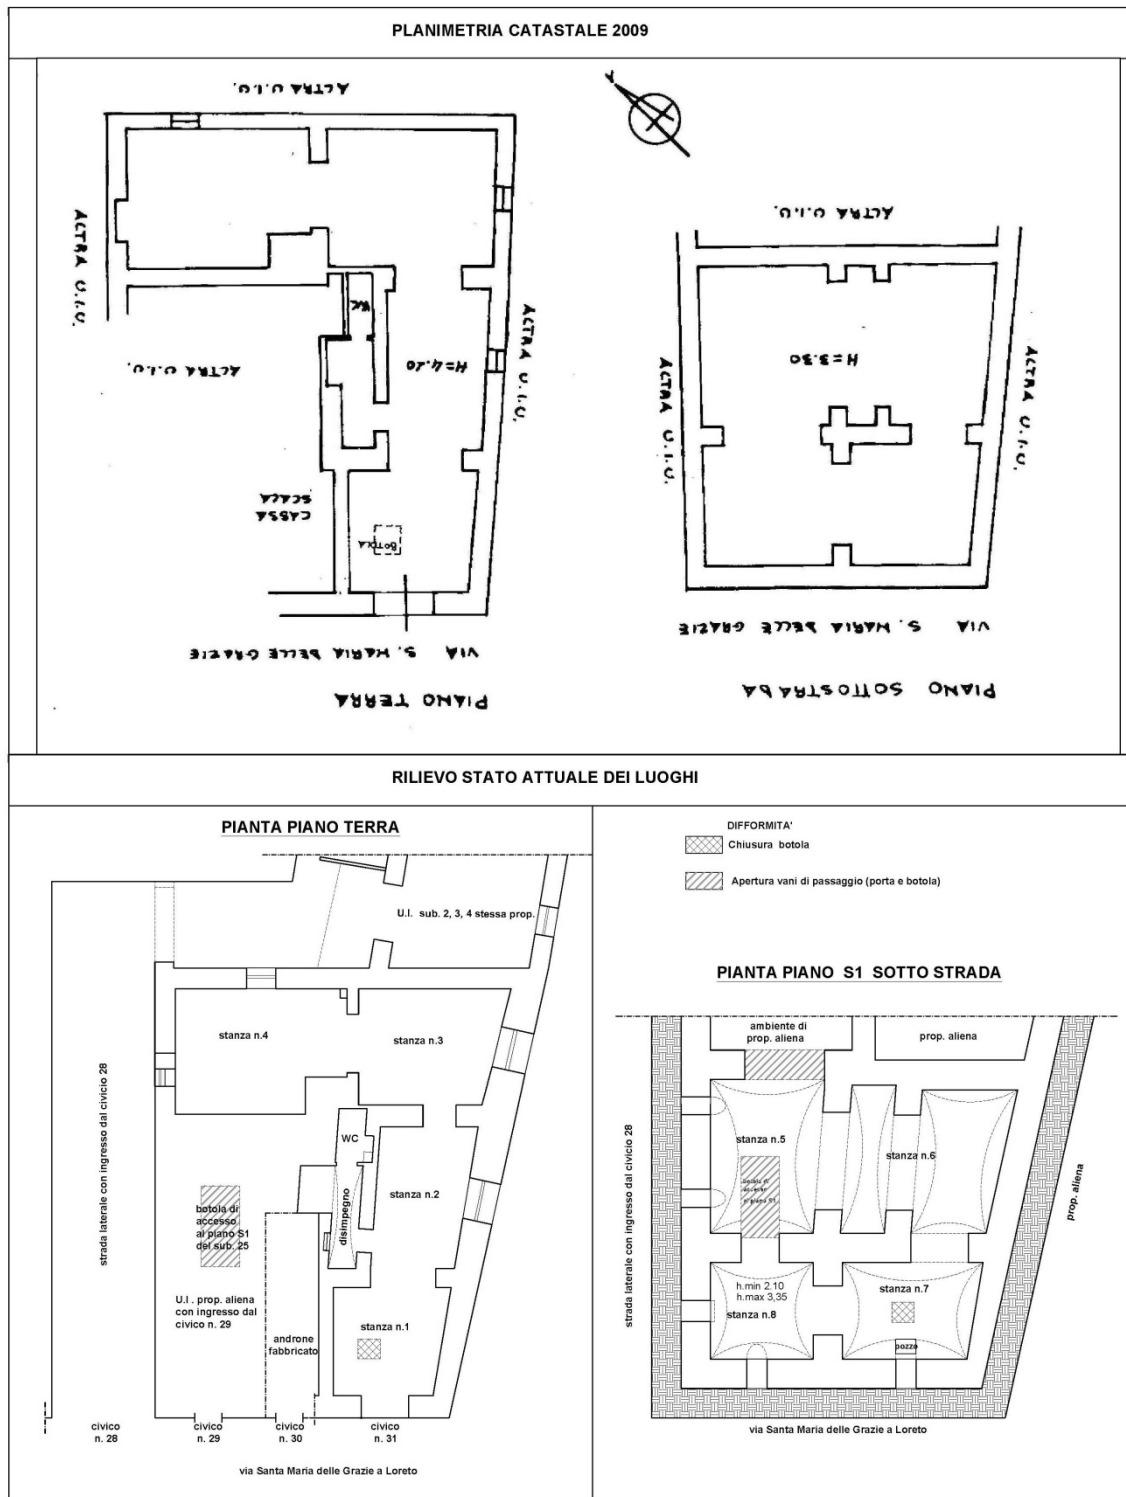 PLANIMETRIA CATASTALE 2009
ALTRA U.I.U.
ALTRA U.I.U.
ALTRA U.I.U.
WC
H=4.20
ALTRA U.I.U.
CASSA
SCALA
BOTOLA
VIA S. MARIA DELLE GRAZIE
PIANO TERRA
ALTRA U.I.U.
H=3.30
ALTRA U.I.U.
ALTRA U.I.U.
VIA S. MARIA DELLE GRAZIE
PIANO SOTTOSTRADA
RILIEVO STATO ATTUALE DEI LUOGHI
PIANTA PIANO TERRA
U.I. sub. 2, 3, 4 stessa prop.
stanza n.4
stanza n.3
strada laterale con ingresso dal civicio 28
WC
disimpegno
stanza n.2
botola di
accesso
al piano S1
del sub. 25
U.I . prop. aliena
con ingresso dal
civico n. 29
androne
fabbricato
stanza n.1
civico
n. 28
civico
n. 29
civico
n. 30
civico
n. 31
via Santa Maria delle Grazie a Loreto
DIFFORMITA'
Chiusura botola
Apertura vani di passaggio (porta e botola)
PIANTA PIANO S1 SOTTO STRADA
ambiente di
prop. aliena
prop. aliena
strada laterale con ingresso dal civicio 28
stanza n.5
stanza n.6
botola di
accesso
al piano S1
prop. aliena
h.min 2.10
h.max 3,35
stanza n.8
stanza n.7
pozzo
via Santa Maria delle Grazie a Loreto